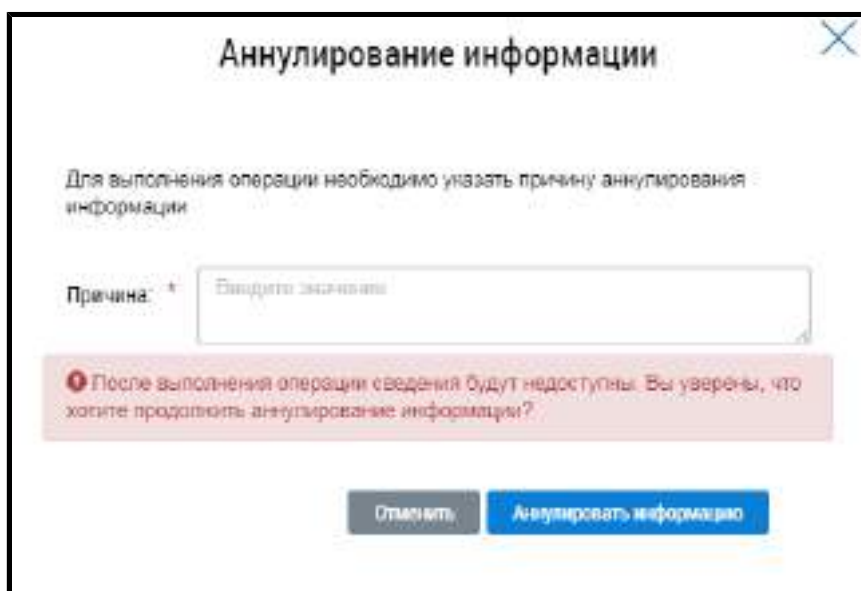 Аннулирование информации
Для выполнения операции необходимо указать причину аннулирования
информации
Причина: *
Введите значение
После выполнения операции сведения будут недоступны. Вы уверены, что
хотите продолжить аннулирование информации?
Отменить
Аннулировать информацию